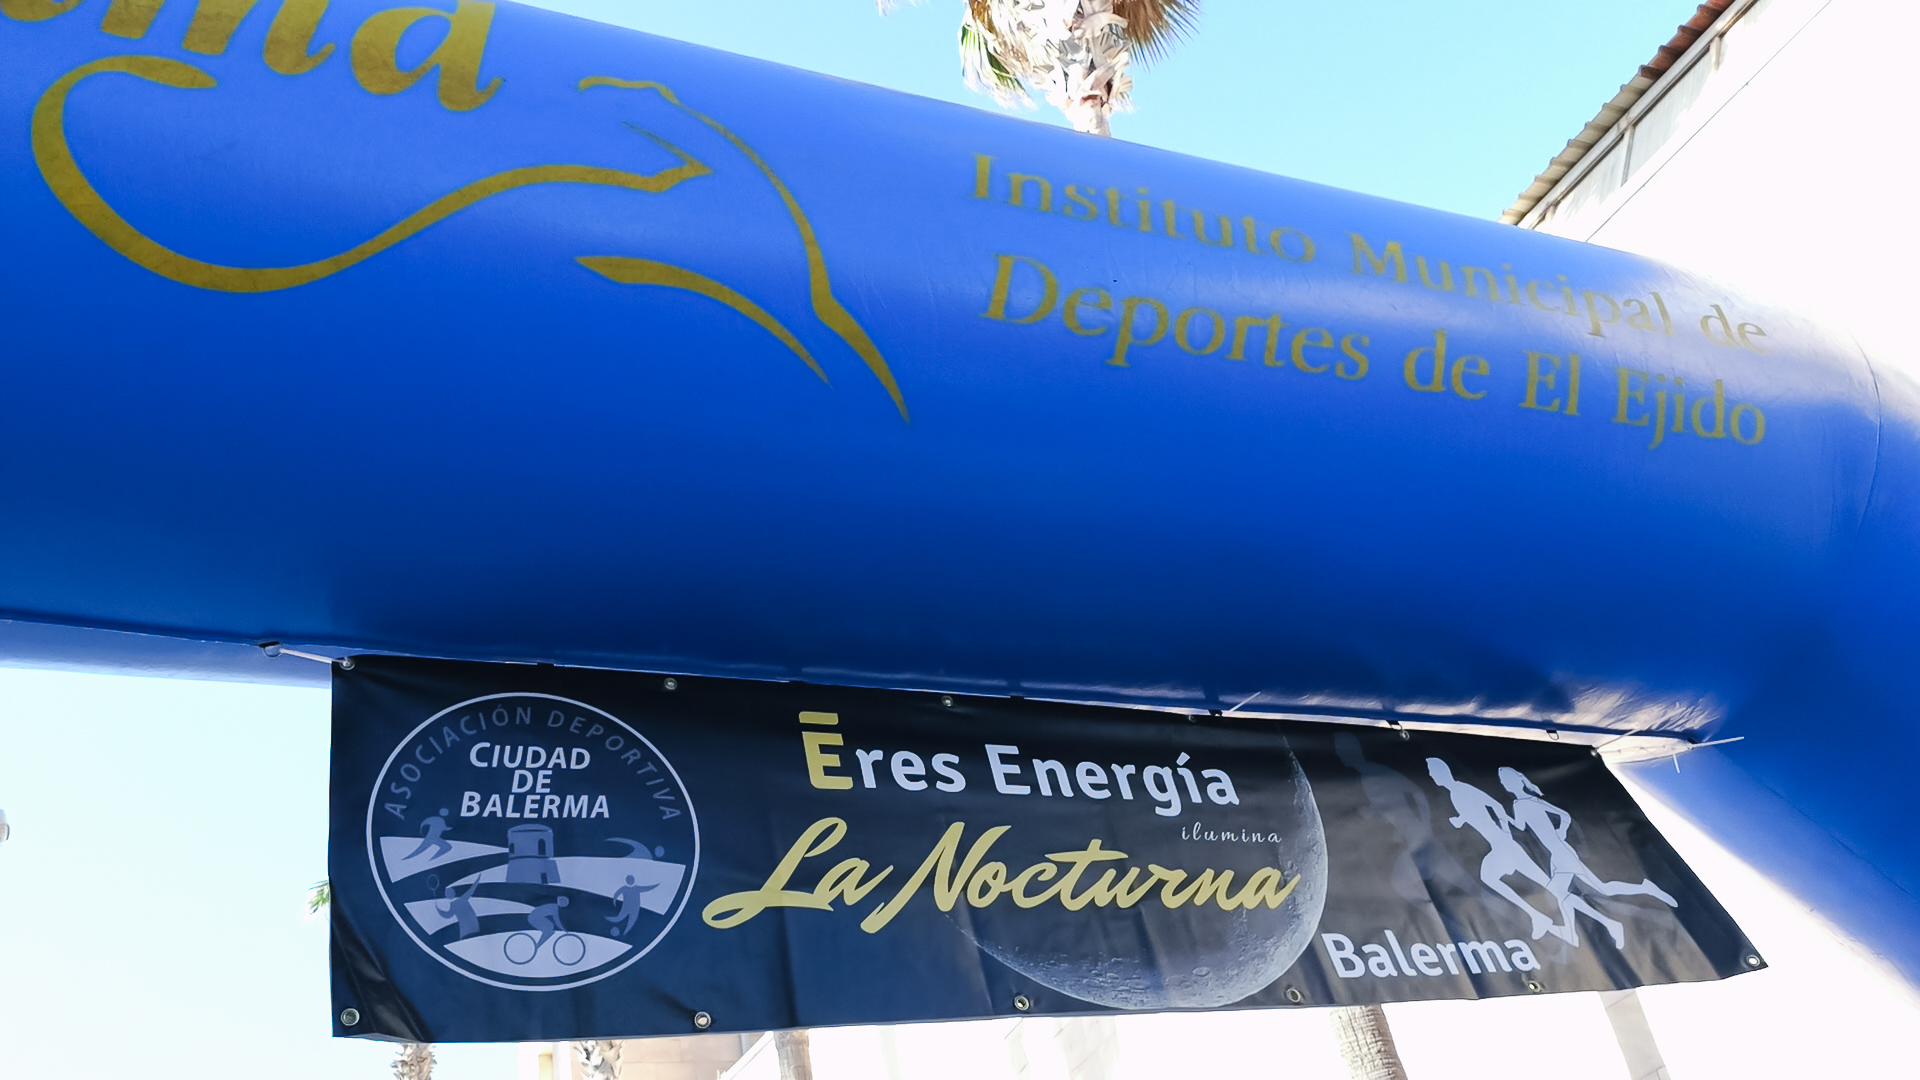 Instituto Municipal de
Deportes de El Ejido
ASOCIACIÓN DEPORTIVA
CIUDAD
DE
BALERMA
Ēres Energía
ilumina
La Nocturna
Balerma